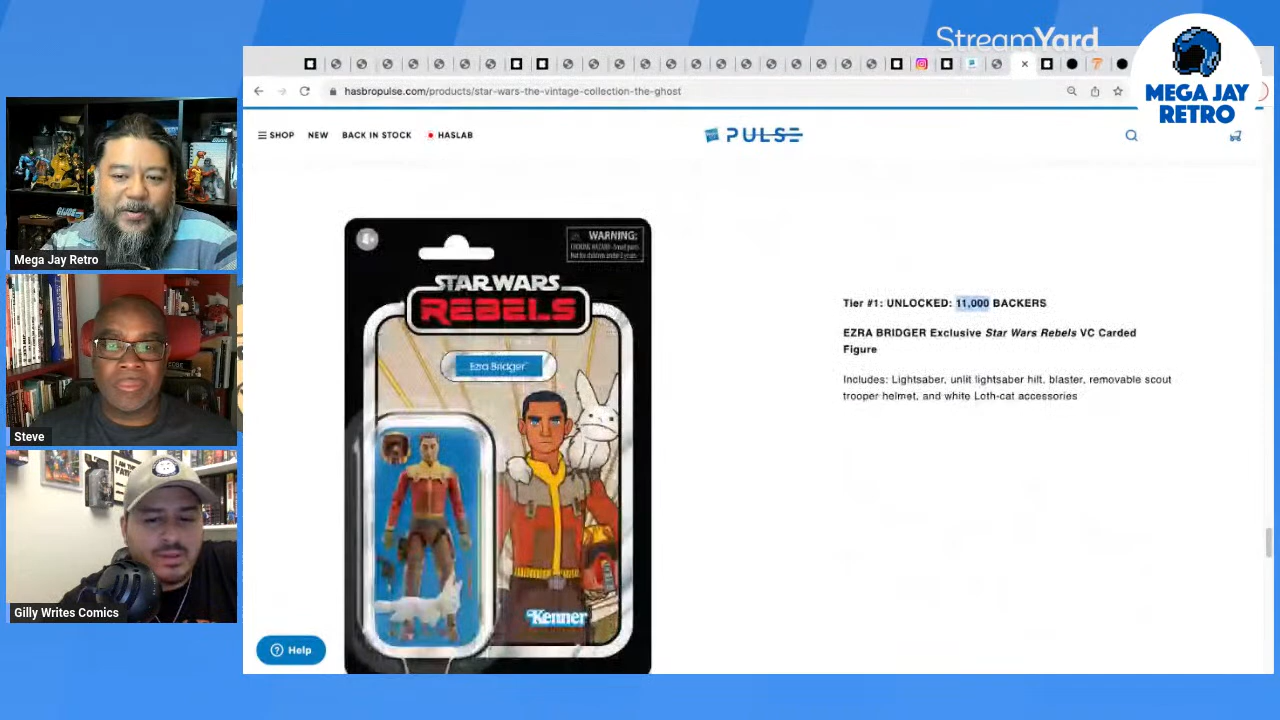 StreamYard
MEGA JAY
RETRO
hasbropulse.com/products/star-wars-the-vintage-collection-the-ghost
SHOP NEW BACK IN STOCK HASLAB
PULSE
Mega Jay Retro
Steve
Gilly Writes Comics
WARNING:
STAR WARS
REBELS
Ezra Bridger™
Kenner
Tier #1: UNLOCKED: 11,000 BACKERS
EZRA BRIDGER Exclusive Star Wars Rebels VC Carded
Figure
Includes: Lightsaber, unlit lightsaber hilt, blaster, removable scout
trooper helmet, and white Loth-cat accessories
Help